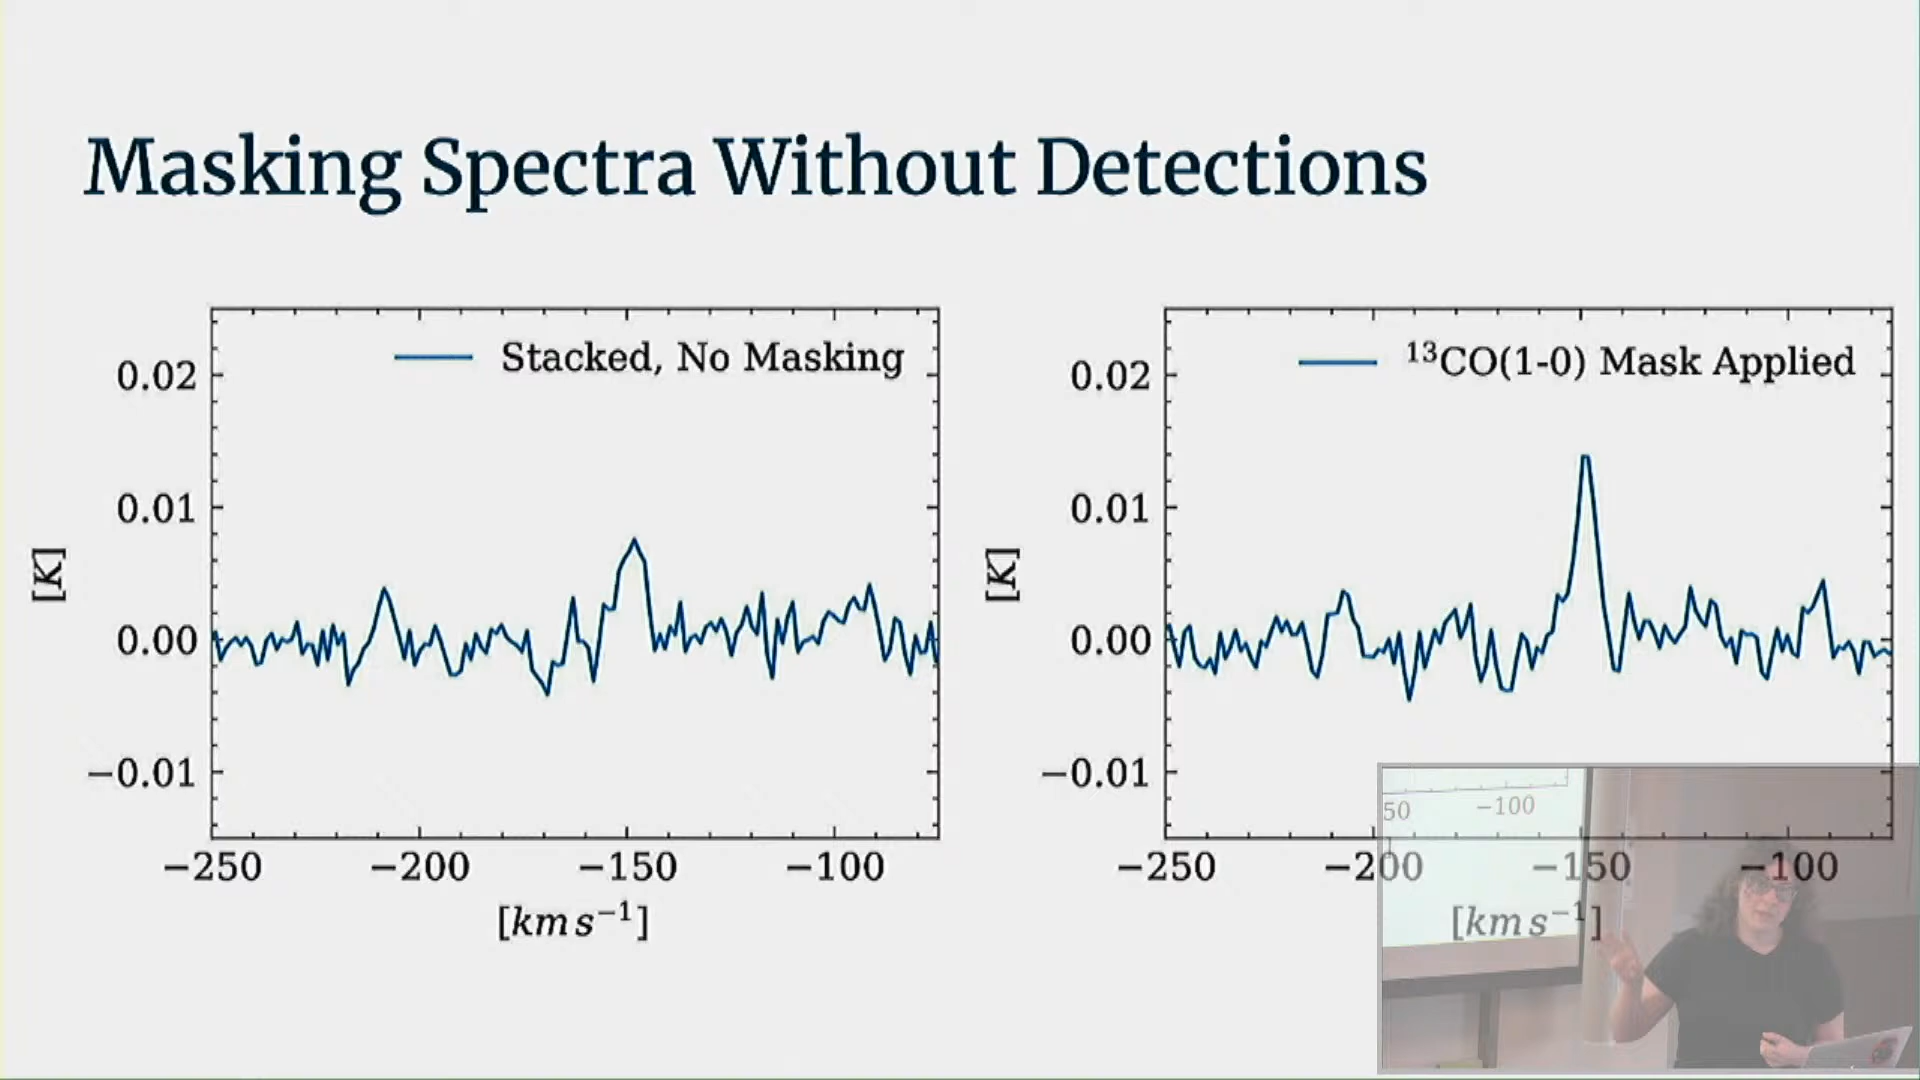 Masking Spectra Without Detections
Stacked, No Masking
0.02
0.01
0.00
−0.01
[K]
−250 −200 −150 −100
[km s⁻¹]
¹³CO(1-0) Mask Applied
0.02
0.01
0.00
−0.01
[K]
−250 −200 −150 −100
[km s⁻¹]
50 −100